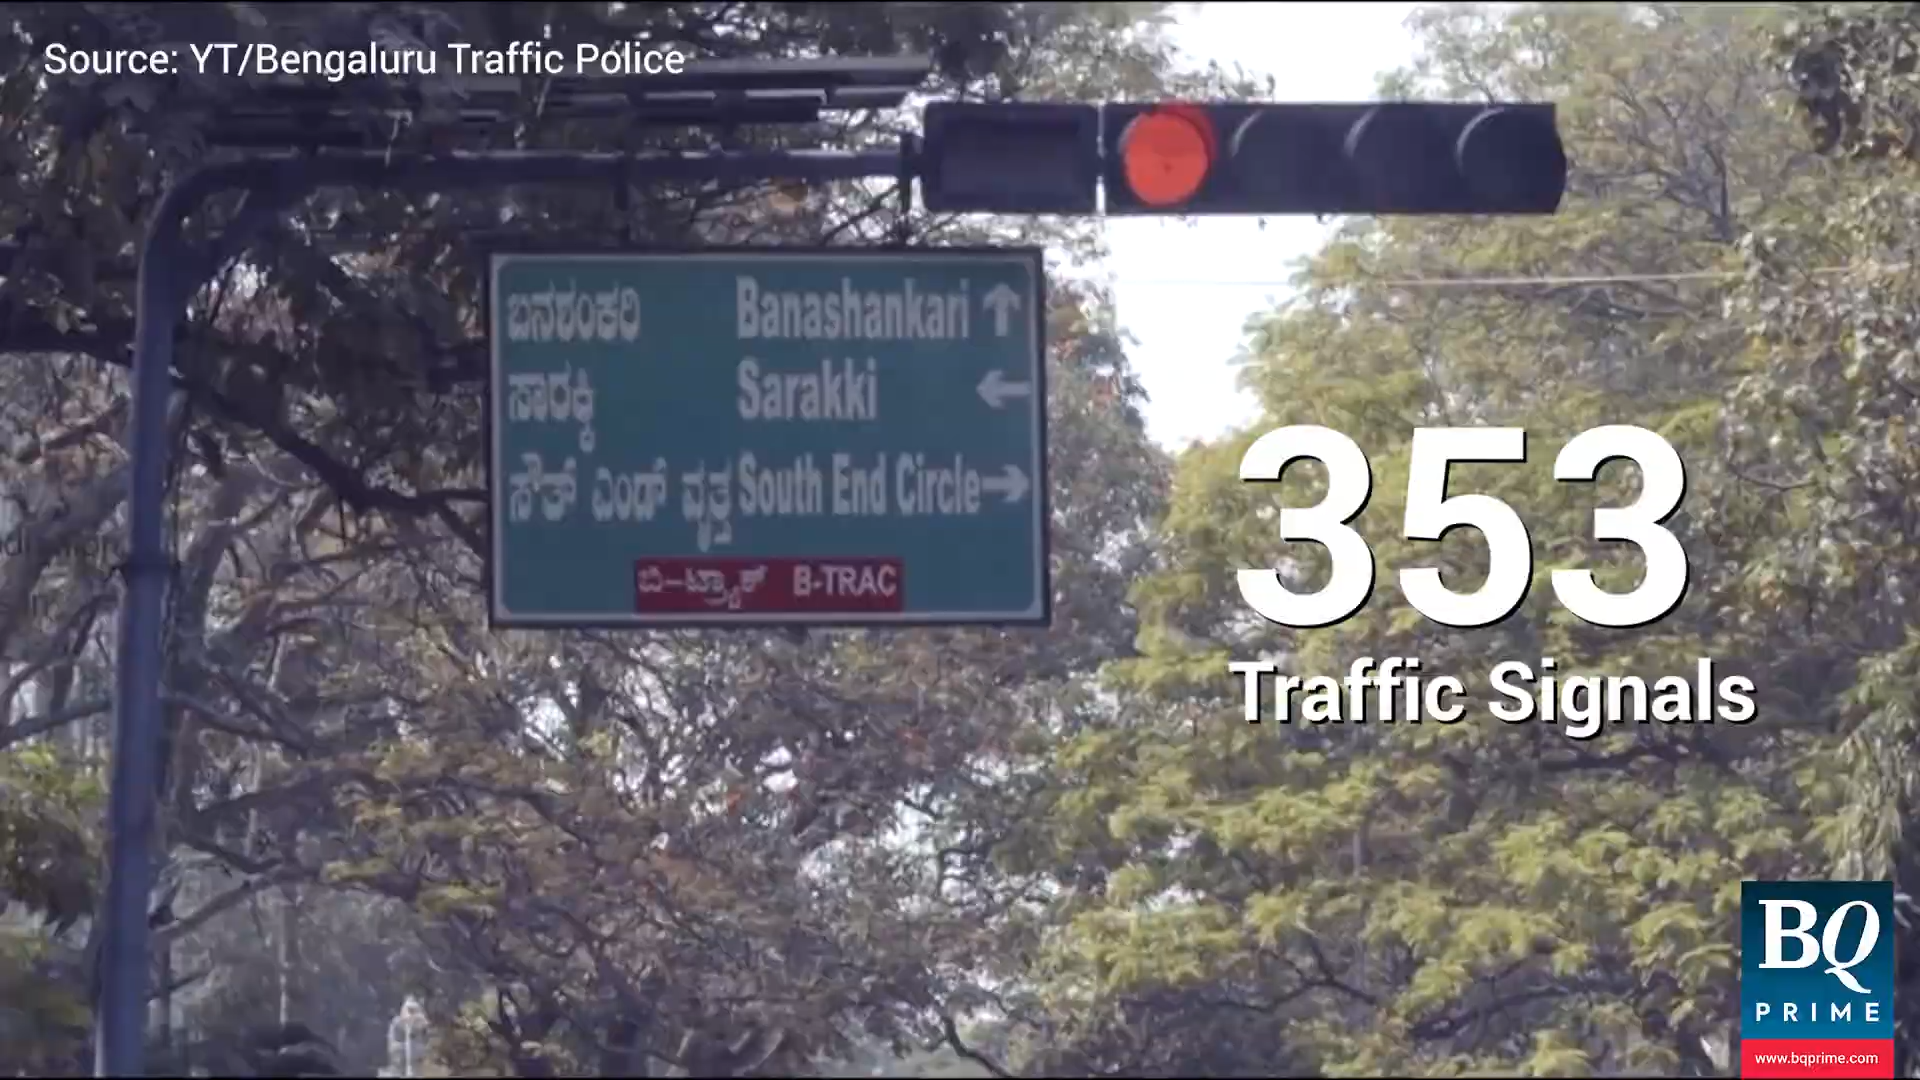 Source: YT/Bengaluru Traffic Police
ಬನಶಂಕರಿ Banashankari ↑
ಸಾರಕ್ಕಿ Sarakki ←
ಸೌತ್ ಎಂಡ್ ವೃತ್ತ South End Circle →
ಬಿ-ಟ್ರ್ಯಾಕ್ B-TRAC
353
Traffic Signals
BQ
PRIME
www.bqprime.com